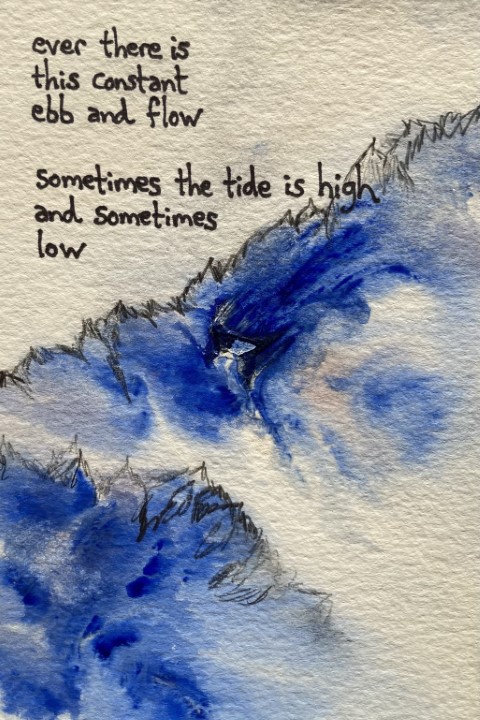 ever there is
this constant
ebb and flow
sometimes the tide is high
and sometimes
low